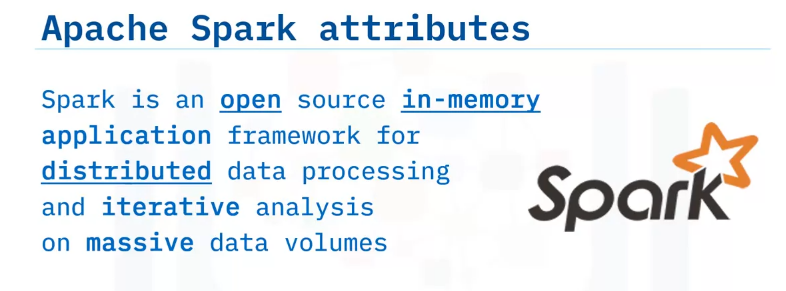 Apache Spark attributes
Spark is an open source in-memory
application framework for
distributed data processing
and iterative analysis
on massive data volumes
Spark